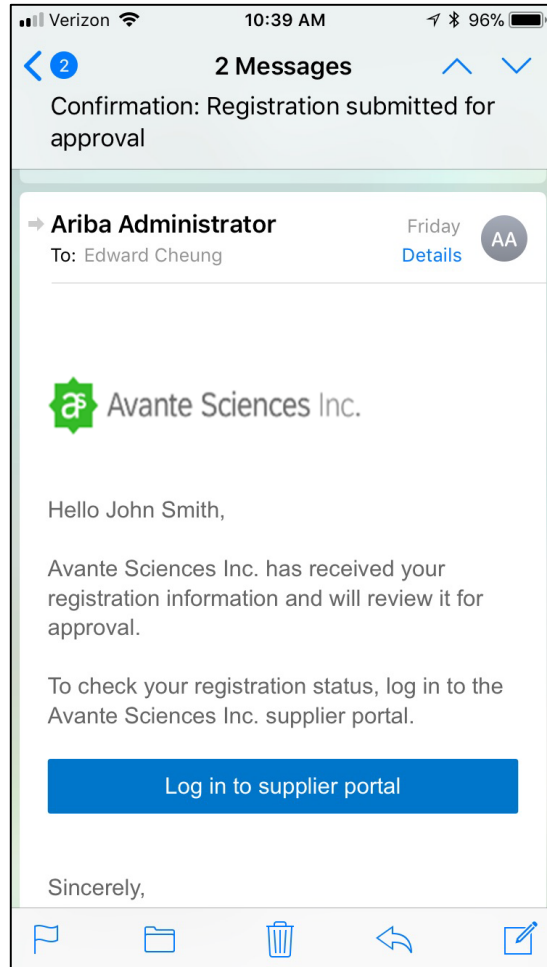 Verizon 10:39 AM 96%
2 2 Messages
Confirmation: Registration submitted for
approval
Ariba Administrator Friday
To: Edward Cheung Details
AA
as Avante Sciences Inc.
Hello John Smith,
Avante Sciences Inc. has received your
registration information and will review it for
approval.
To check your registration status, log in to the
Avante Sciences Inc. supplier portal.
Log in to supplier portal
Sincerely,